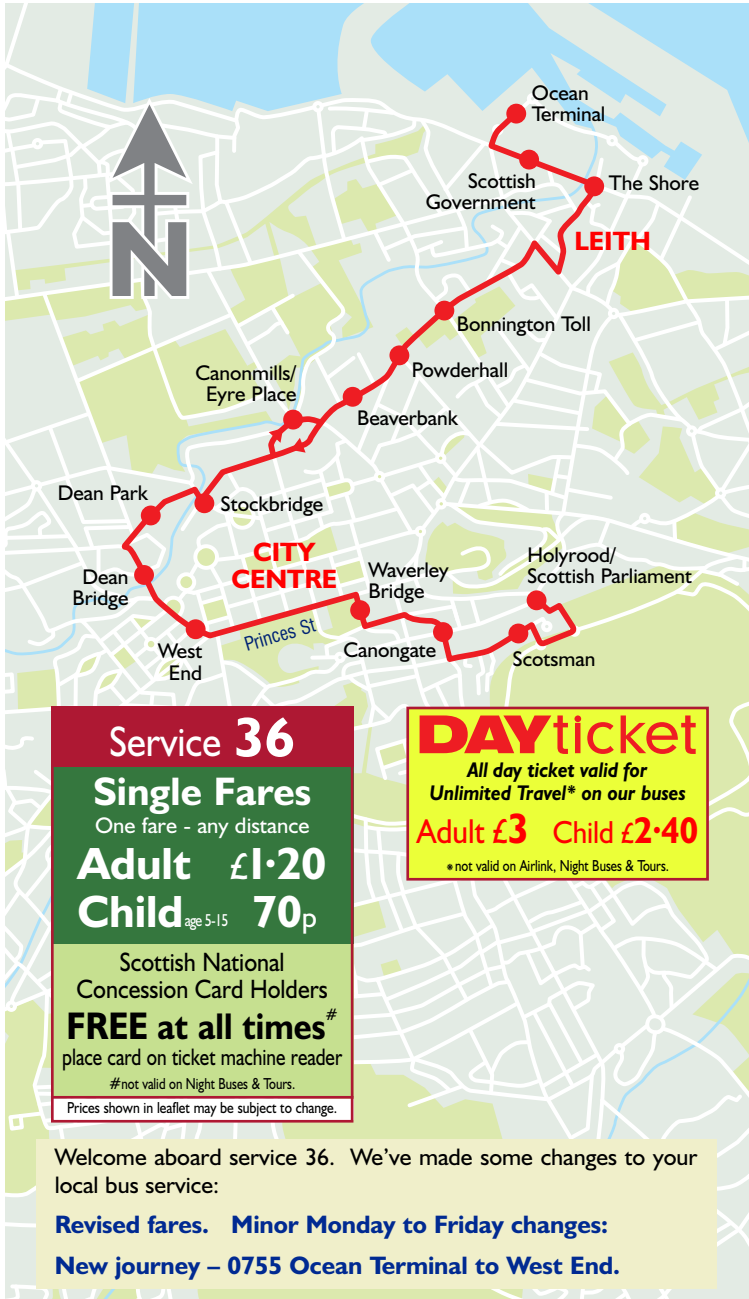 Ocean
Terminal
Scottish
Government
The Shore
LEITH
N
Bonnington Toll
Powderhall
Canonmills/
Eyre Place
Beaverbank
Dean Park
Stockbridge
CITY
CENTRE
Dean
Bridge
Waverley
Bridge
Holyrood/
Scottish Parliament
West
End
Princes St
Canongate
Scotsman
Service 36
Single Fares
One fare - any distance
Adult £1·20
Child age 5-15 70p
Scottish National
Concession Card Holders
FREE at all times#
place card on ticket machine reader
#not valid on Night Buses & Tours.
Prices shown in leaflet may be subject to change.
DAYticket
All day ticket valid for
Unlimited Travel* on our buses
Adult £3 Child £2·40
*not valid on Airlink, Night Buses & Tours.
Welcome aboard service 36. We've made some changes to your
local bus service:
Revised fares. Minor Monday to Friday changes:
New journey – 0755 Ocean Terminal to West End.